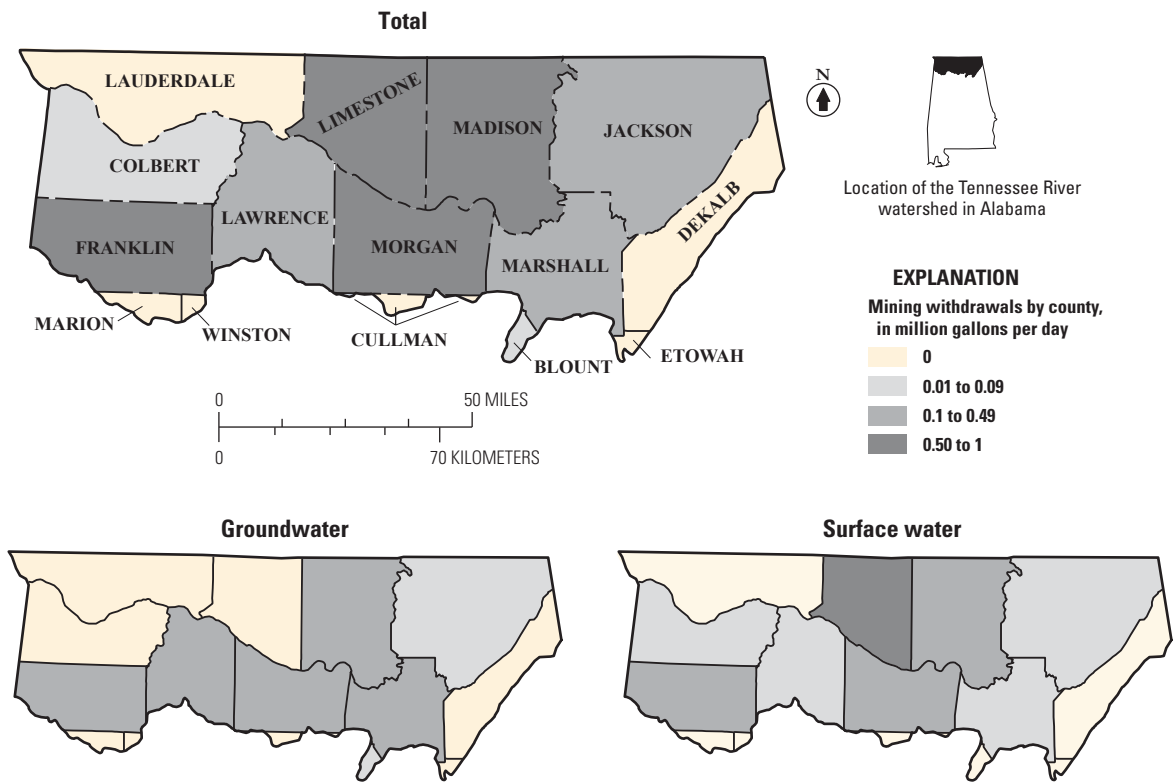 Total
N
LAUDERDALE
LIMESTONE
MADISON
JACKSON
COLBERT
LAWRENCE
DEKALB
FRANKLIN
MORGAN
MARSHALL
MARION
WINSTON
CULLMAN
BLOUNT
ETOWAH
Location of the Tennessee River
watershed in Alabama
EXPLANATION
Mining withdrawals by county,
in million gallons per day
0
0.01 to 0.09
0.1 to 0.49
0.50 to 1
0 50 MILES
0 70 KILOMETERS
Groundwater
Surface water